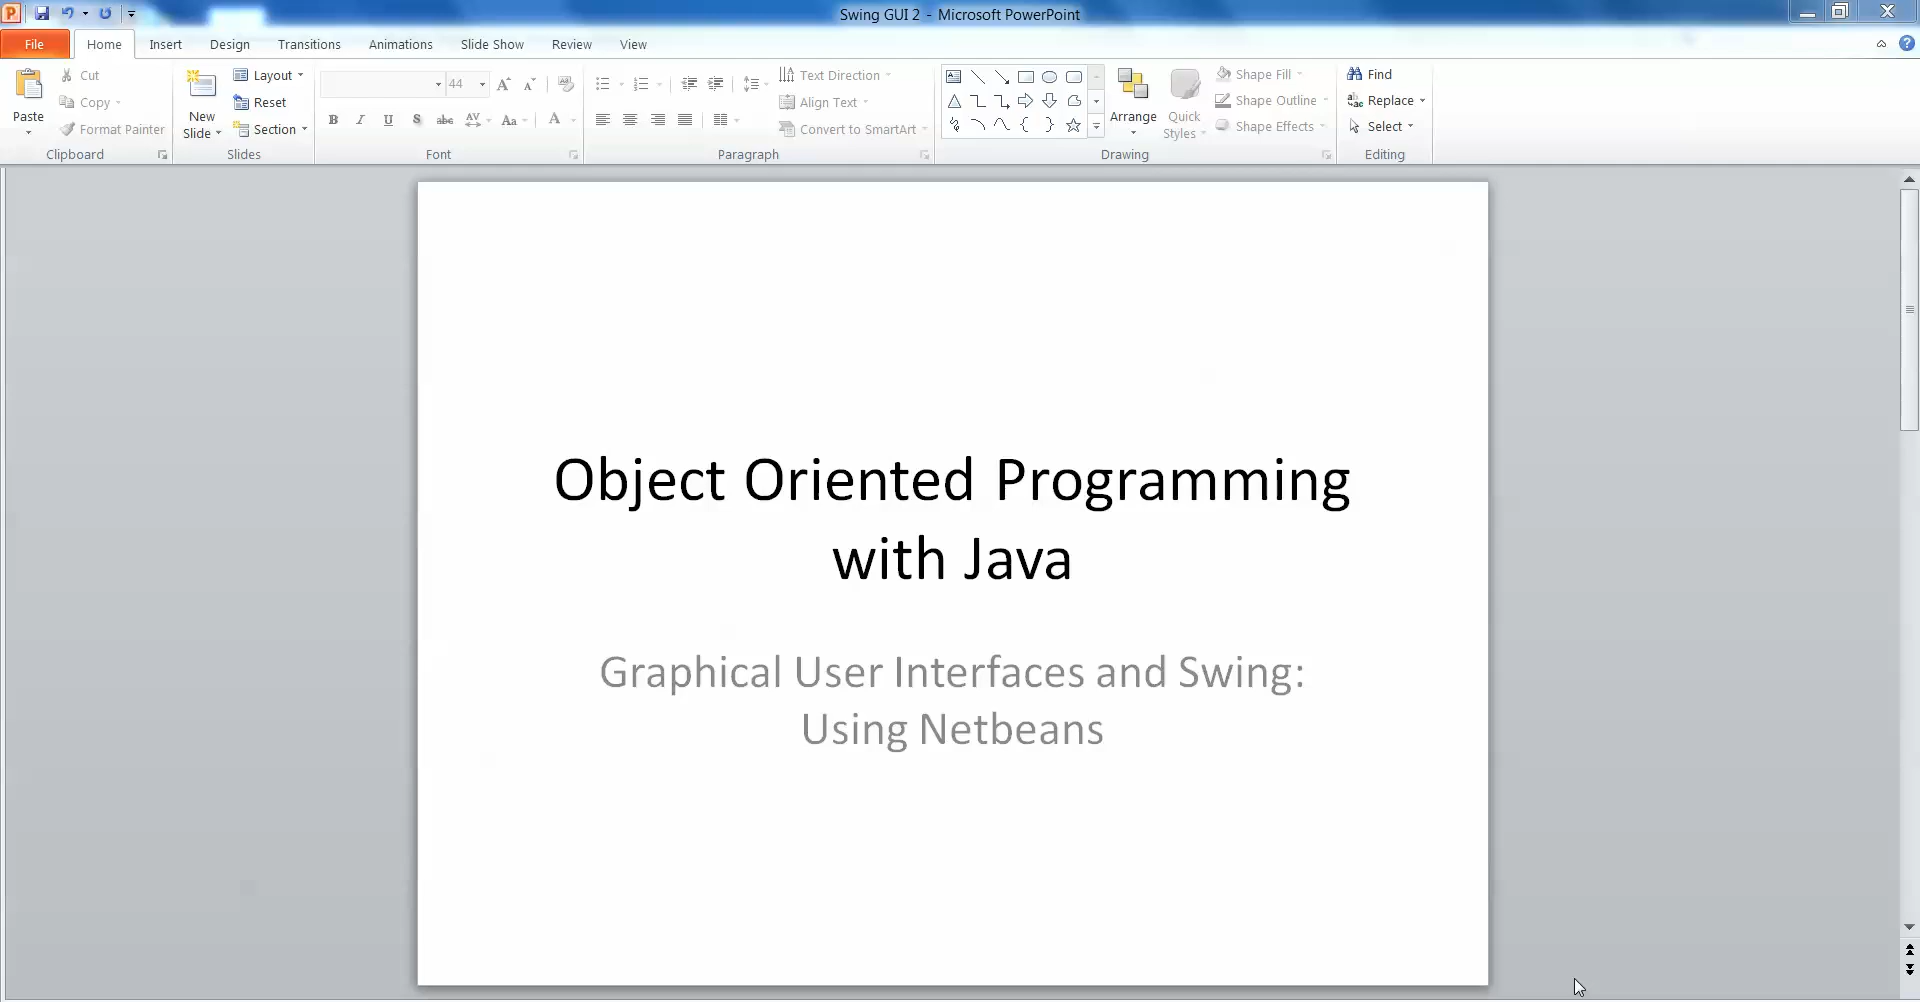 Swing GUI 2 - Microsoft PowerPoint
File Home Insert Design Transitions Animations Slide Show Review View
Paste
Cut
Copy
Format Painter
Clipboard
New Slide
Layout
Reset
Section
Slides
44
B I U S abc AV Aa A
Font
Text Direction
Align Text
Convert to SmartArt
Paragraph
Arrange
Quick Styles
Shape Fill
Shape Outline
Shape Effects
Drawing
Find
Replace
Select
Editing
Object Oriented Programming
with Java
Graphical User Interfaces and Swing:
Using Netbeans